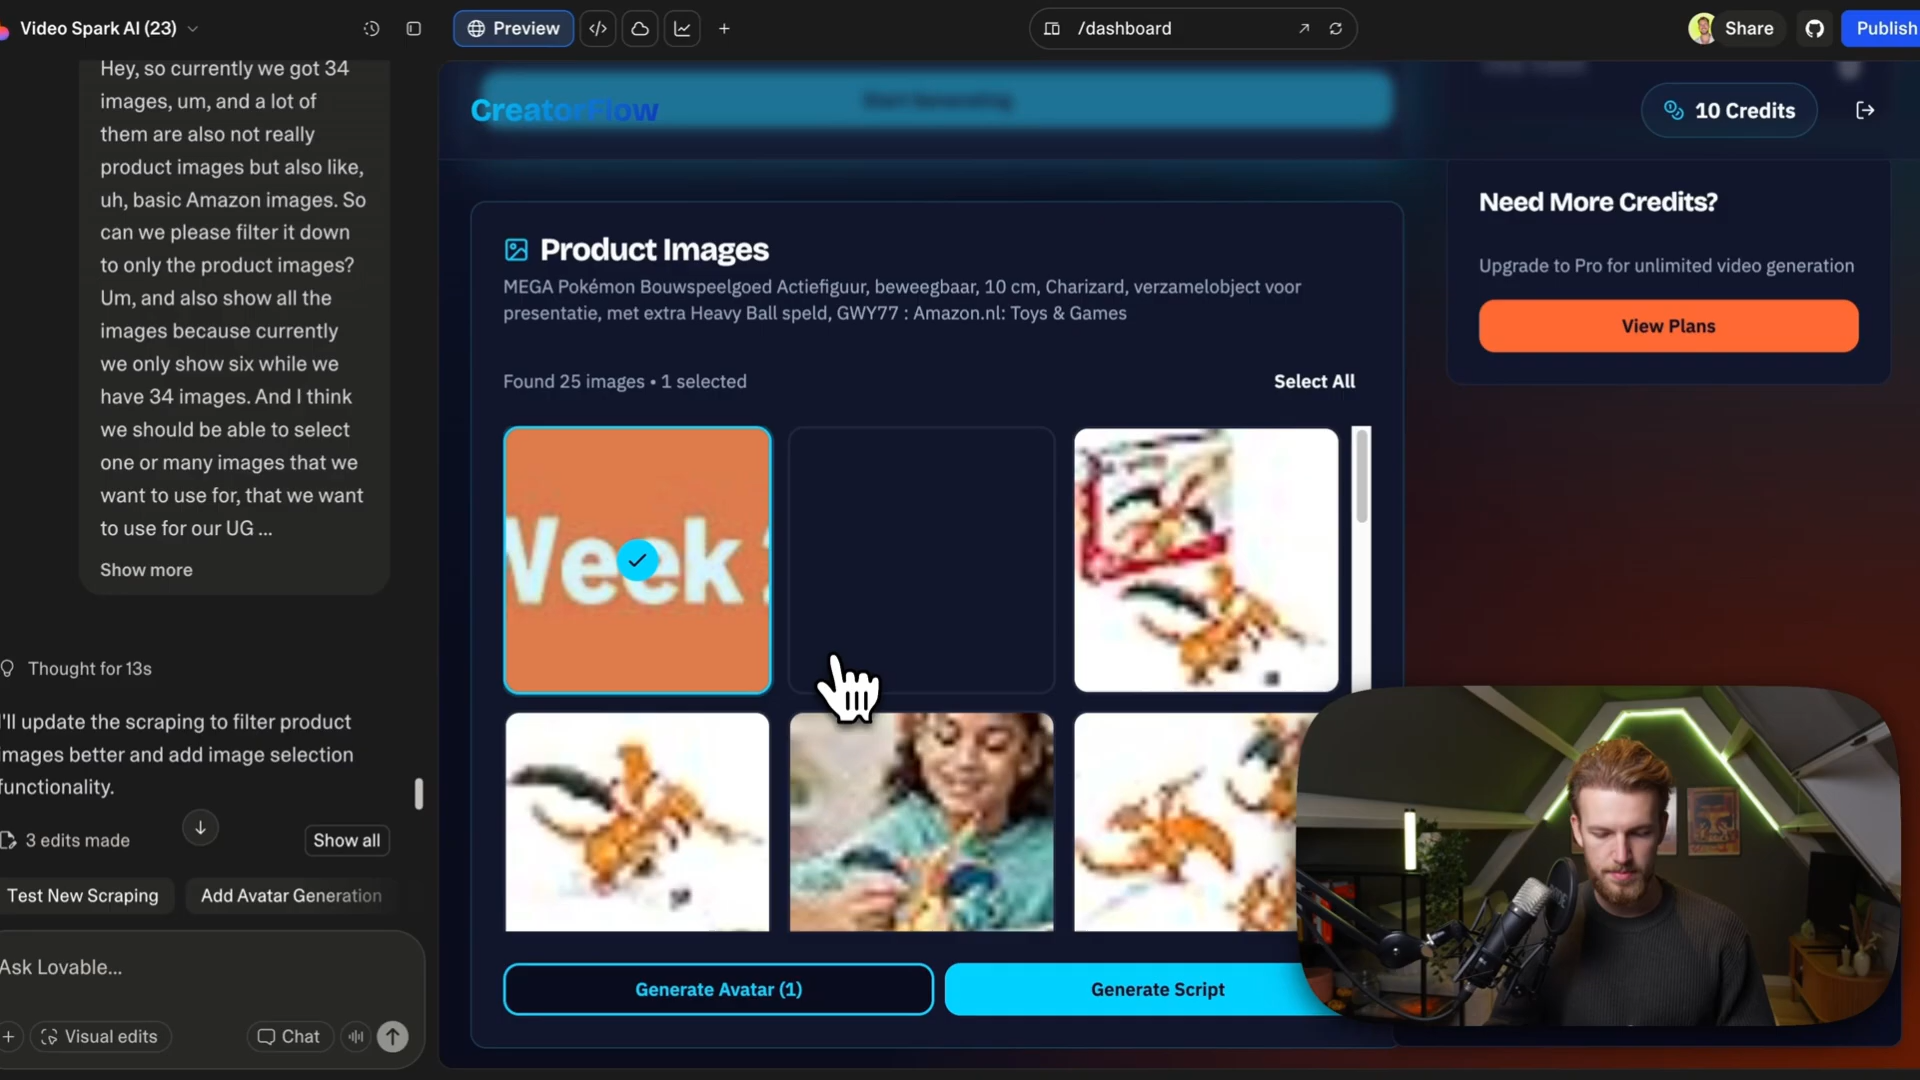 Video Spark AI (23)
Preview
/dashboard
Share
Publish
Hey, so currently we got 34
images, um, and a lot of
them are also not really
product images but also like,
uh, basic Amazon images. So
can we please filter it down
to only the product images?
Um, and also show all the
images because currently
we only show six while we
have 34 images. And I think
we should be able to select
one or many images that we
want to use for, that we want
to use for our UG ...
Show more
Thought for 13s
I'll update the scraping to filter product
images better and add image selection
functionality.
3 edits made
Show all
Test New Scraping
Add Avatar Generation
Ask Lovable...
Visual edits
Chat
Start Generating
CreatorFlow
10 Credits
Product Images
MEGA Pokémon Bouwspeelgoed Actiefiguur, beweegbaar, 10 cm, Charizard, verzamelobject voor
presentatie, met extra Heavy Ball speld, GWY77 : Amazon.nl: Toys & Games
Found 25 images • 1 selected
Select All
Week
Generate Avatar (1)
Generate Script
Need More Credits?
Upgrade to Pro for unlimited video generation
View Plans